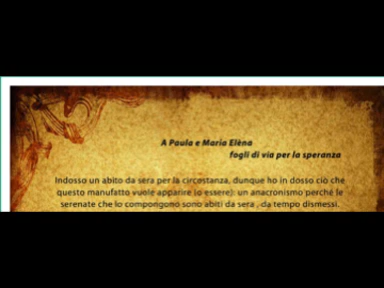 A Paula e Maria Elèna
fogli di via per la speranza
Indosso un abito da sera per la circostanza, dunque ho in dosso ciò che
questo manufatto vuole apparire (o essere): un anacronismo perché le
serenate che lo compongono sono abiti da sera , da tempo dismessi.